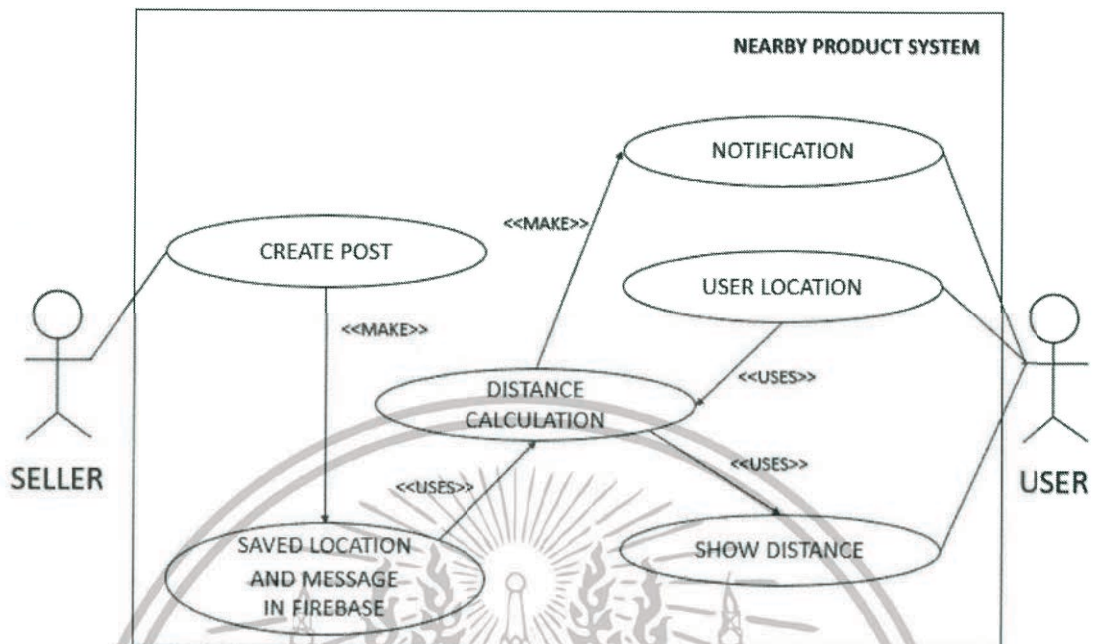 NEARBY PRODUCT SYSTEM
NOTIFICATION
<<MAKE>>
CREATE POST
USER LOCATION
<<MAKE>>
<<USES>>
DISTANCE
CALCULATION
SELLER
<<USES>>
<<USES>>
USER
SAVED LOCATION
AND MESSAGE
IN FIREBASE
SHOW DISTANCE